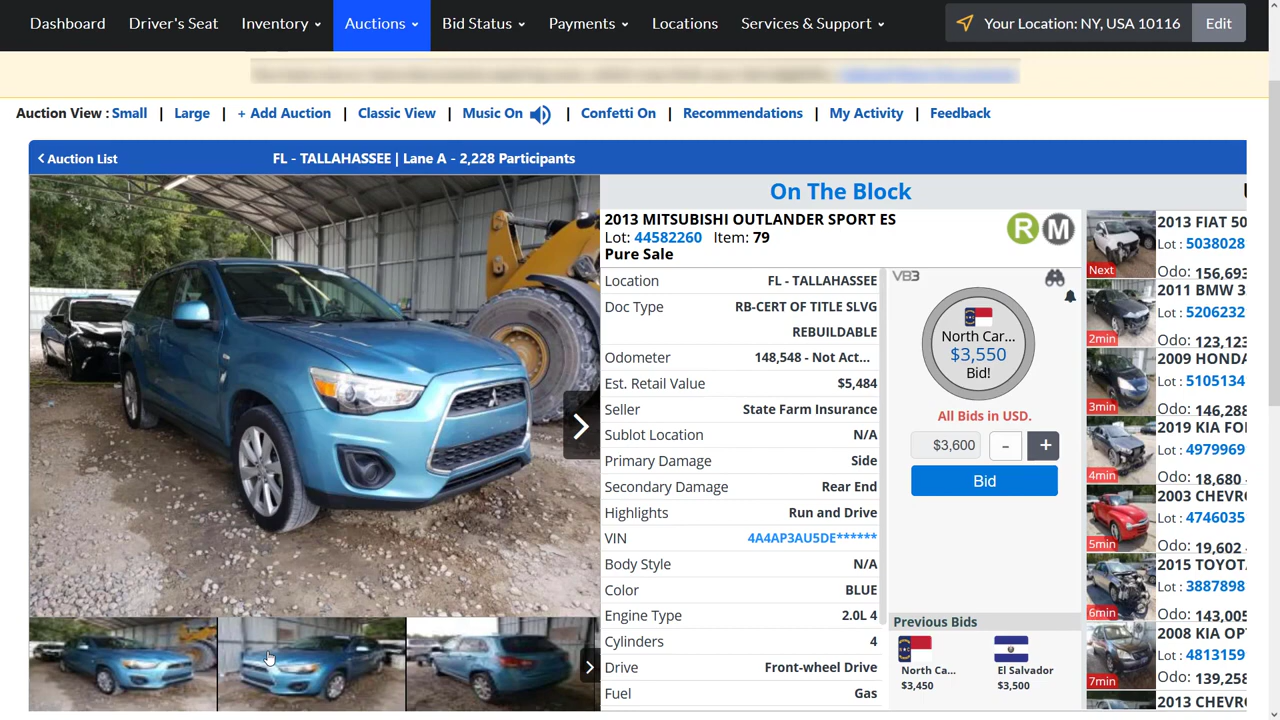 Dashboard Driver's Seat Inventory Auctions Bid Status Payments Locations Services & Support Your Location: NY, USA 10116 Edit
Auction View : Small | Large | + Add Auction | Classic View | Music On | Confetti On | Recommendations | My Activity | Feedback
Auction List FL - TALLAHASSEE | Lane A - 2,228 Participants
On The Block
2013 MITSUBISHI OUTLANDER SPORT ES
Lot: 44582260 Item: 79
Pure Sale
R M
Location FL - TALLAHASSEE
Doc Type RB-CERT OF TITLE SLVG
REBUILDABLE
Odometer 148,548 - Not Act...
Est. Retail Value $5,484
Seller State Farm Insurance
Sublot Location N/A
Primary Damage Side
Secondary Damage Rear End
Highlights Run and Drive
VIN 4A4AP3AU5DE******
Body Style N/A
Color BLUE
Engine Type 2.0L 4
Cylinders 4
Drive Front-wheel Drive
Fuel Gas
VB3
North Car...
$3,550
Bid!
All Bids in USD.
$3,600 - +
Bid
Previous Bids
North Ca... El Salvador
$3,450 $3,500
2013 FIAT 50
Lot : 5038028
Next Odo: 156,693
2011 BMW 3
Lot : 5206232
2min Odo: 123,123
2009 HONDA
Lot : 5105134
3min Odo: 146,288
2019 KIA FO
Lot : 4979969
4min Odo: 18,680
2003 CHEVR
Lot : 4746035
5min Odo: 19,602
2015 TOYOT
Lot : 3887898
6min Odo: 143,005
2008 KIA OP
Lot : 4813159
7min Odo: 139,258
2013 CHEVR